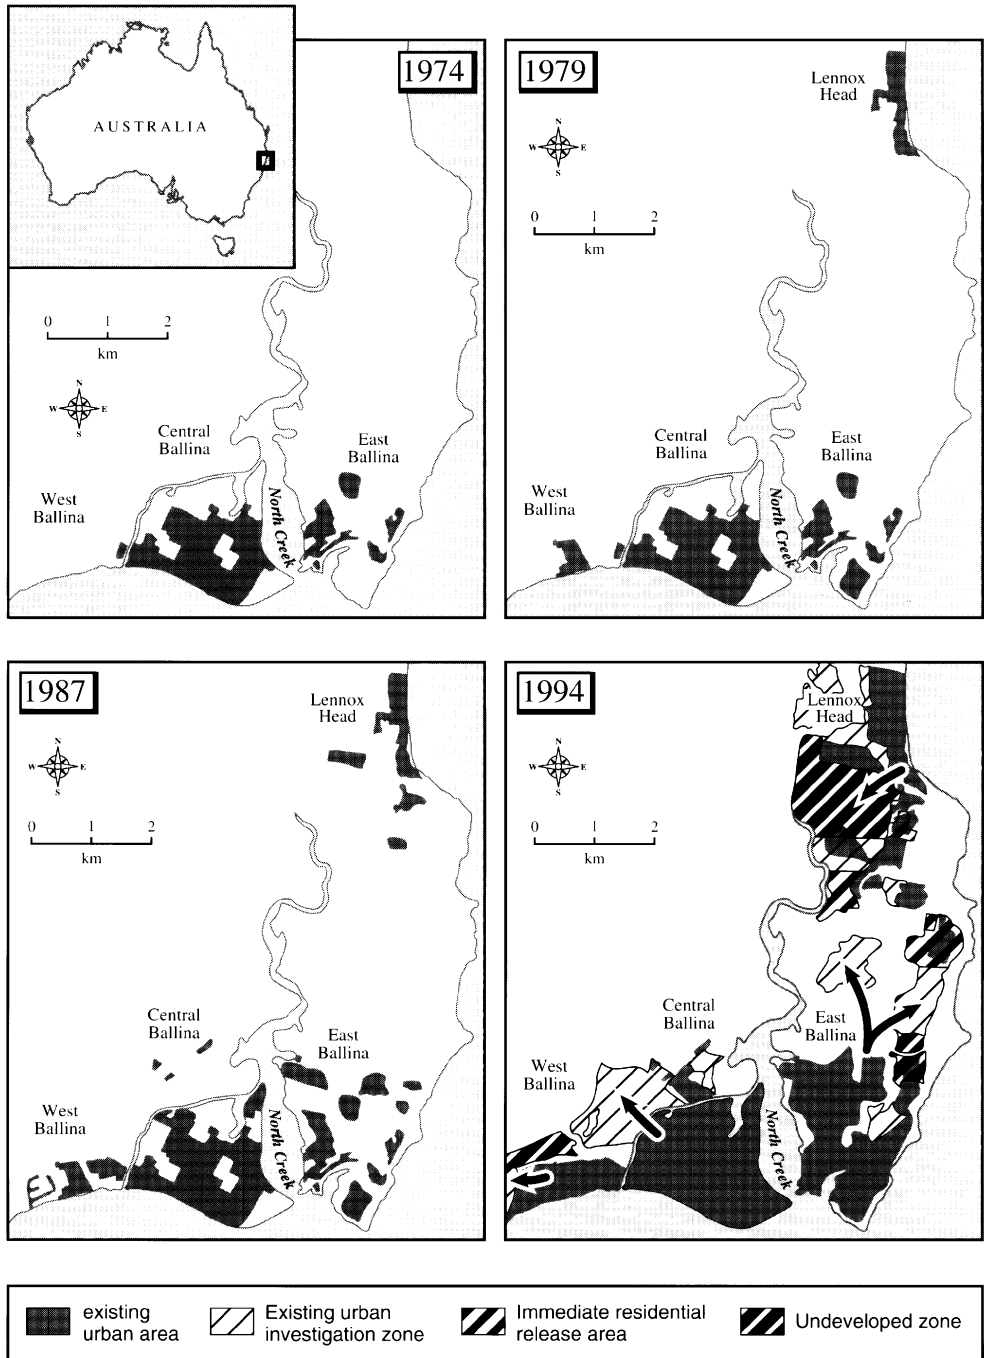 1974
AUSTRALIA
0 1 2
km
N
W E
S
Central
Ballina
East
Ballina
West
Ballina
North Creek
1979
Lennox
Head
N
W E
S
0 1 2
km
Central
Ballina
East
Ballina
West
Ballina
North Creek
1987
Lennox
Head
N
W E
S
0 1 2
km
Central
Ballina
East
Ballina
West
Ballina
North Creek
1994
Lennox
Head
N
W E
S
0 1 2
km
Central
Ballina
East
Ballina
West
Ballina
North Creek
existing
urban area
Existing urban
investigation zone
Immediate residential
release area
Undeveloped zone